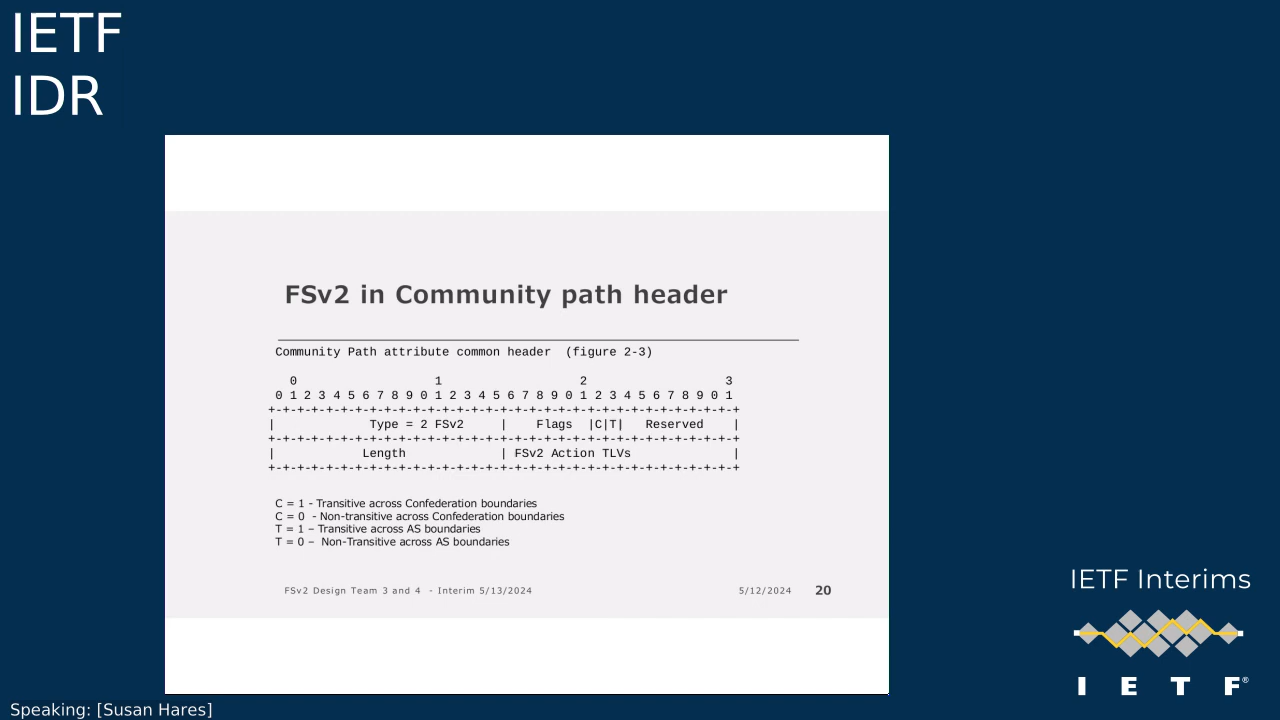 IETF
IDR
FSv2 in Community path header
Community Path attribute common header  (figure 2-3)
  0                   1                   2                   3
 0 1 2 3 4 5 6 7 8 9 0 1 2 3 4 5 6 7 8 9 0 1 2 3 4 5 6 7 8 9 0 1
+-+-+-+-+-+-+-+-+-+-+-+-+-+-+-+-+-+-+-+-+-+-+-+-+-+-+-+-+-+-+-+-+
|             Type = 2 FSv2     |    Flags  |C|T|   Reserved    |
+-+-+-+-+-+-+-+-+-+-+-+-+-+-+-+-+-+-+-+-+-+-+-+-+-+-+-+-+-+-+-+-+
|            Length             | FSv2 Action TLVs              |
+-+-+-+-+-+-+-+-+-+-+-+-+-+-+-+-+-+-+-+-+-+-+-+-+-+-+-+-+-+-+-+-+
C = 1 - Transitive across Confederation boundaries
C = 0  - Non-transitive across Confederation boundaries
T = 1 – Transitive across AS boundaries
T = 0 –  Non-Transitive across AS boundaries
FSv2 Design Team 3 and 4  - Interim 5/13/2024 5/12/2024 20
IETF Interims
I E T F®
Speaking: [Susan Hares]